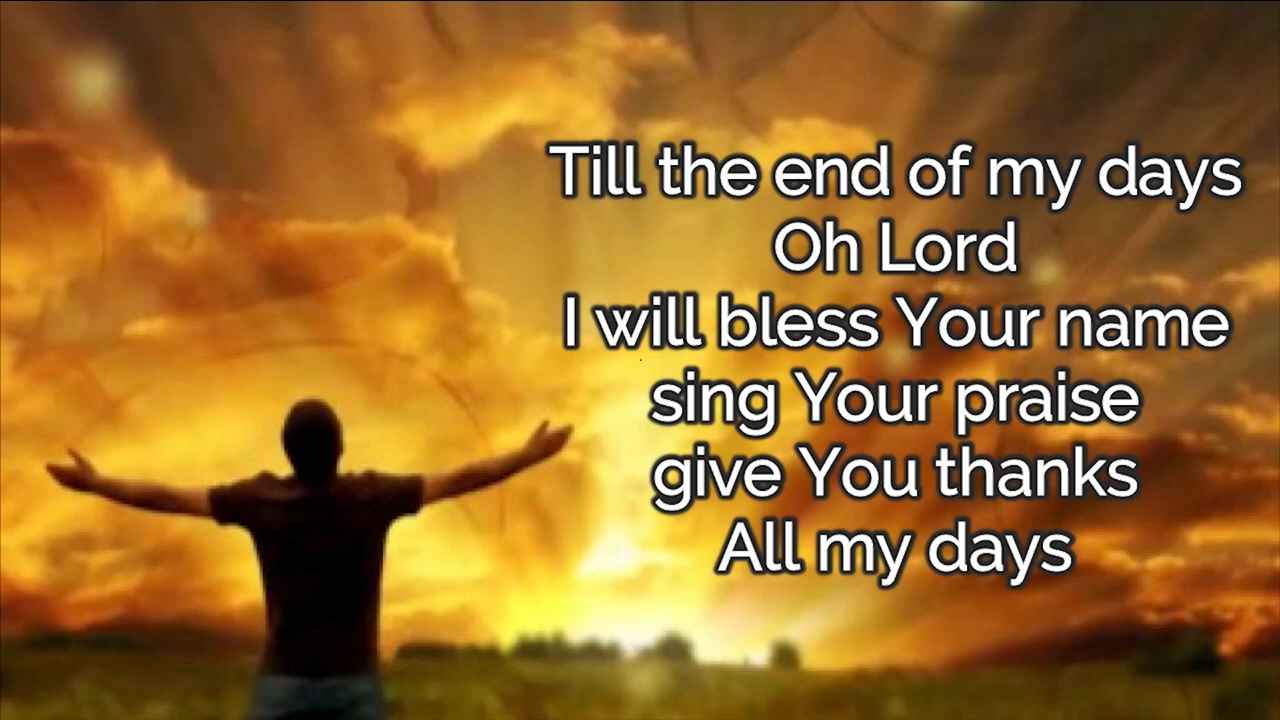 Till the end of my days
Oh Lord
I will bless Your name
sing Your praise
give You thanks
All my days